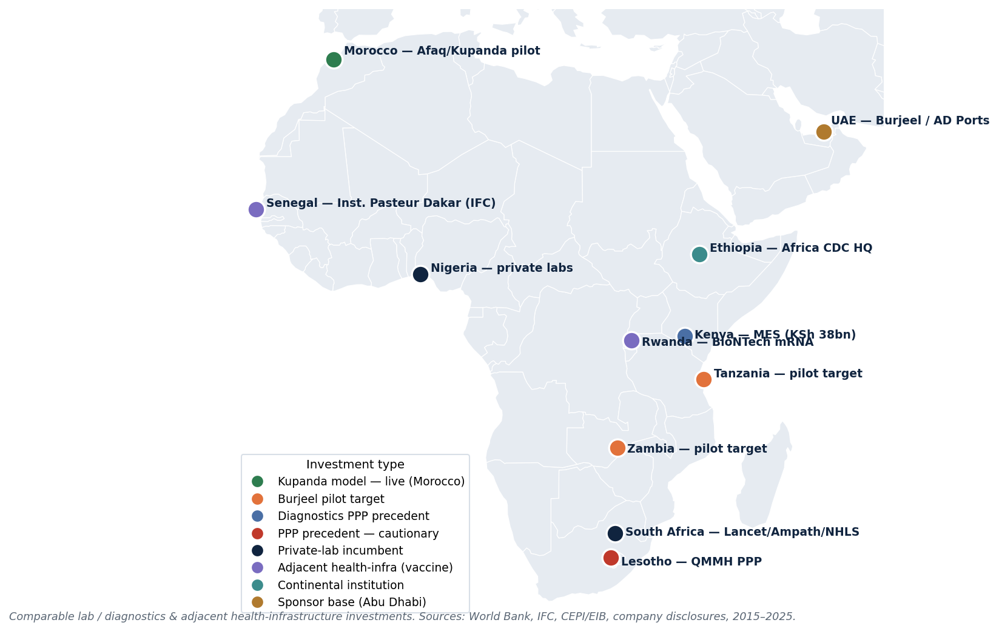 Morocco — Afaq/Kupanda pilot
UAE — Burjeel / AD Ports
Senegal — Inst. Pasteur Dakar (IFC)
Ethiopia — Africa CDC HQ
Nigeria — private labs
Kenya — MES (KSh 38bn)
Rwanda — BioNTech mRNA
Tanzania — pilot target
Zambia — pilot target
South Africa — Lancet/Ampath/NHLS
Lesotho — QMMH PPP
Investment type
Kupanda model — live (Morocco)
Burjeel pilot target
Diagnostics PPP precedent
PPP precedent — cautionary
Private-lab incumbent
Adjacent health-infra (vaccine)
Continental institution
Sponsor base (Abu Dhabi)
Comparable lab / diagnostics & adjacent health-infrastructure investments. Sources: World Bank, IFC, CEPI/EIB, company disclosures, 2015–2025.